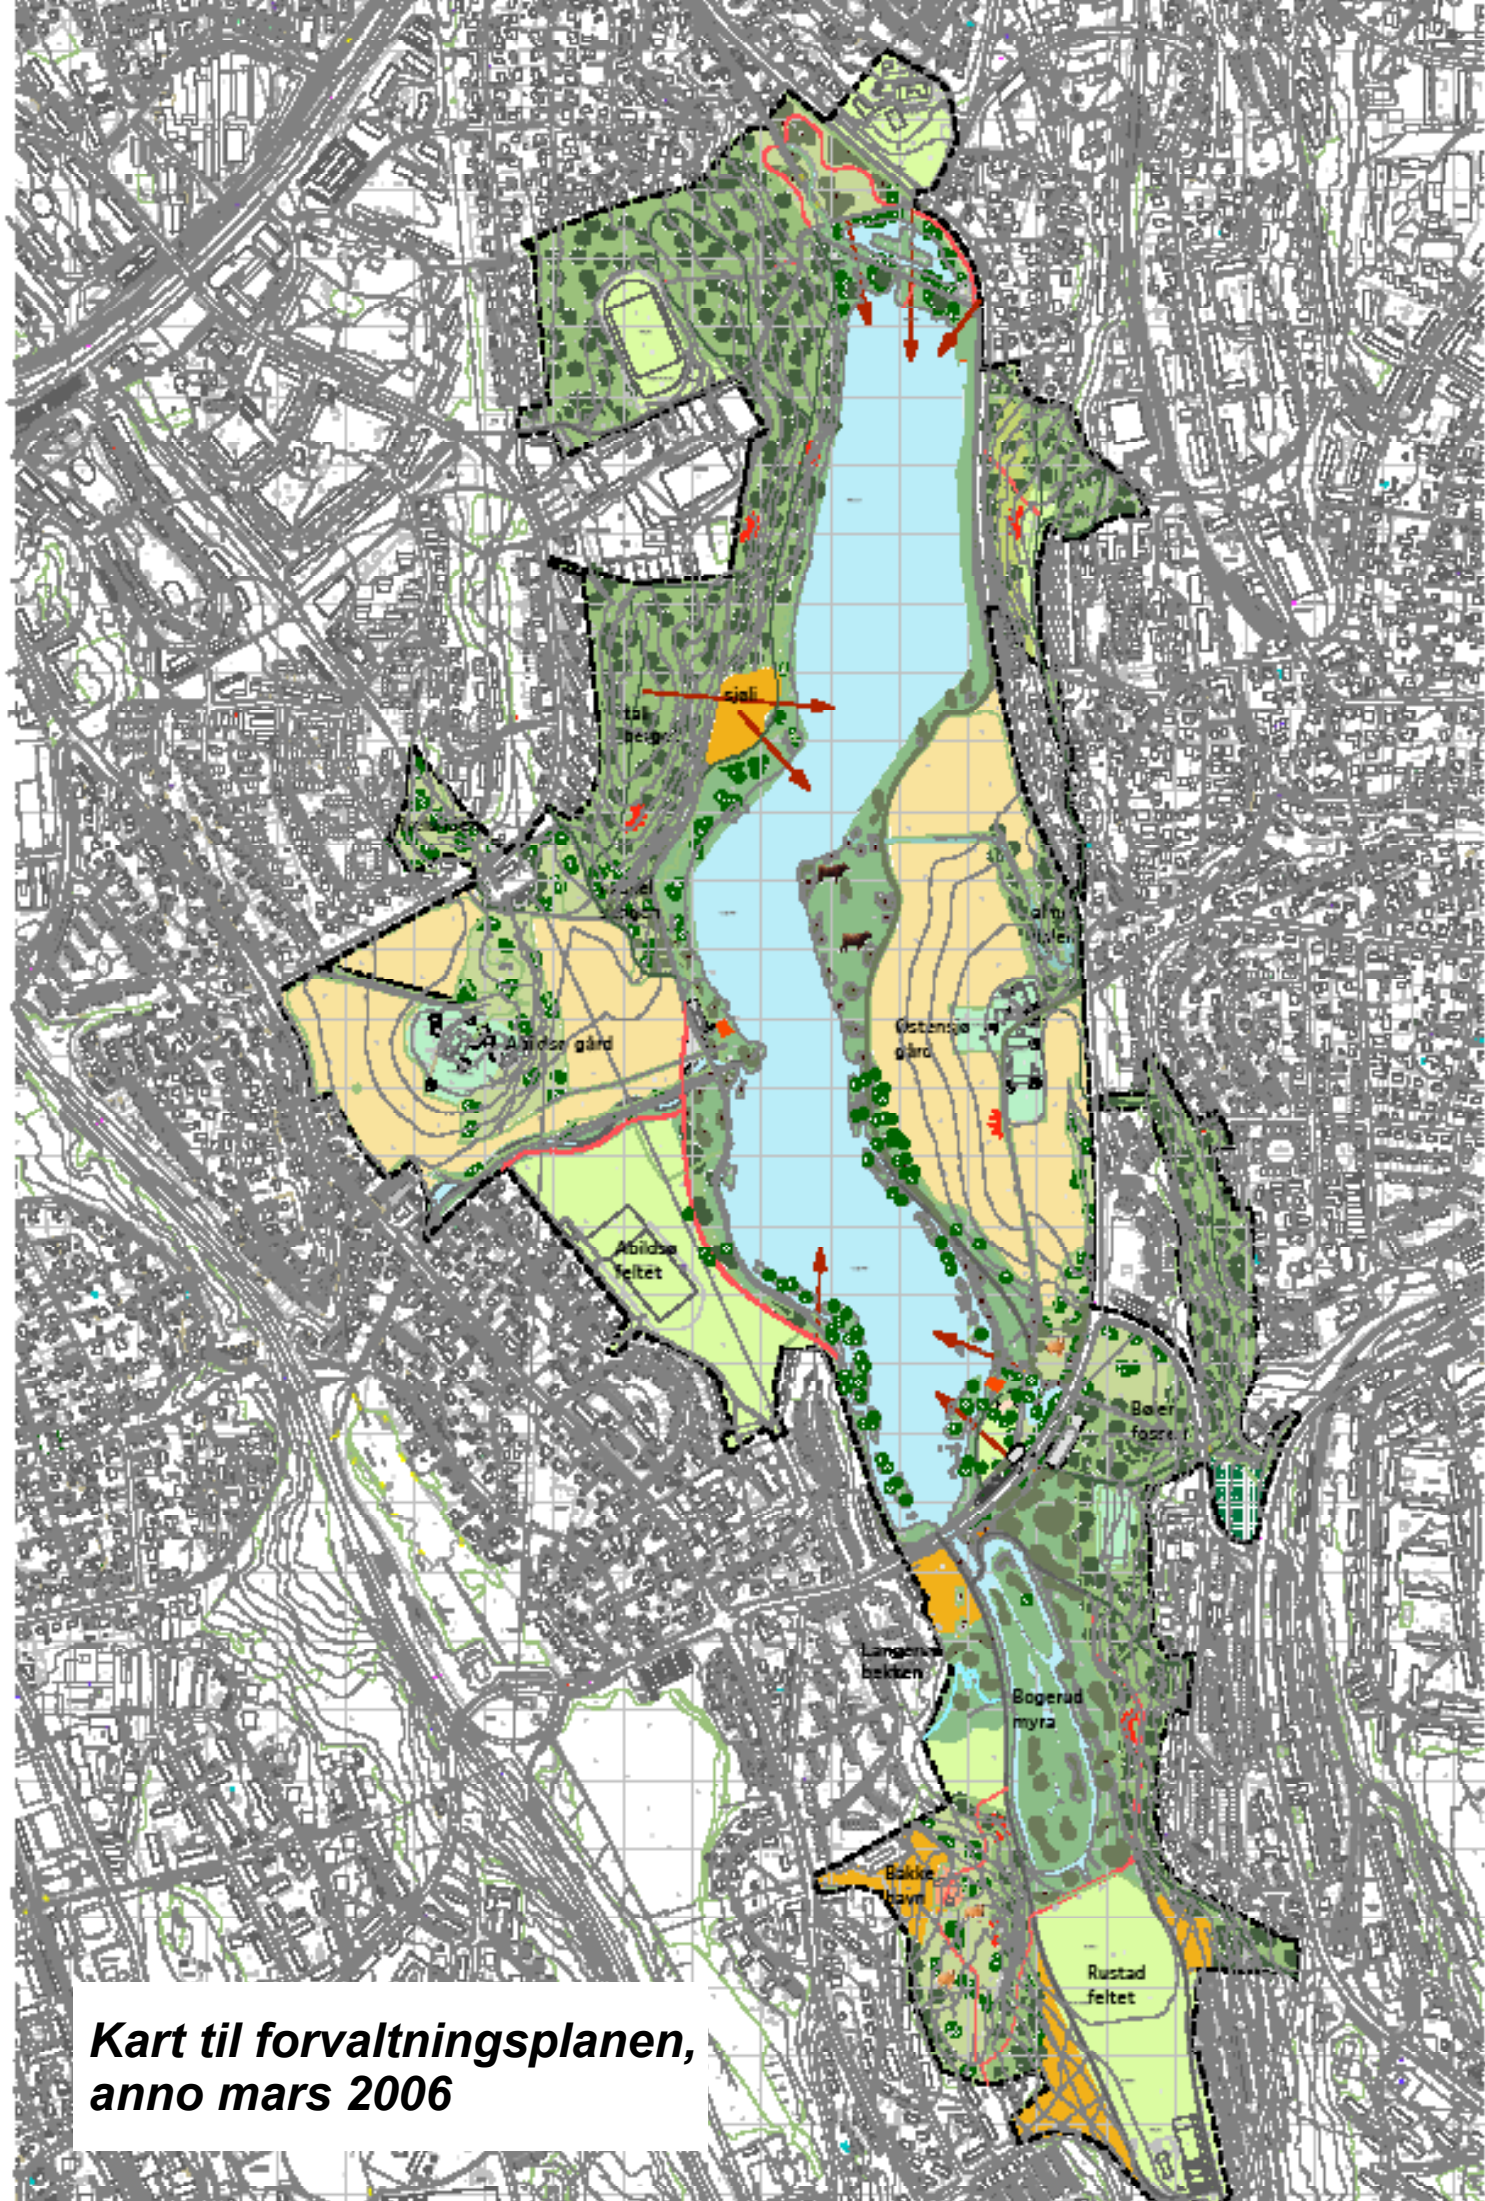 sjøli
Abildsø gård
Østensjø
gård
Abildsø
feltet
Bøler
fossen
Langerud
bekken
Bogerud
myra
Bakke
havn
Rustad
feltet
Kart til forvaltningsplanen,
anno mars 2006